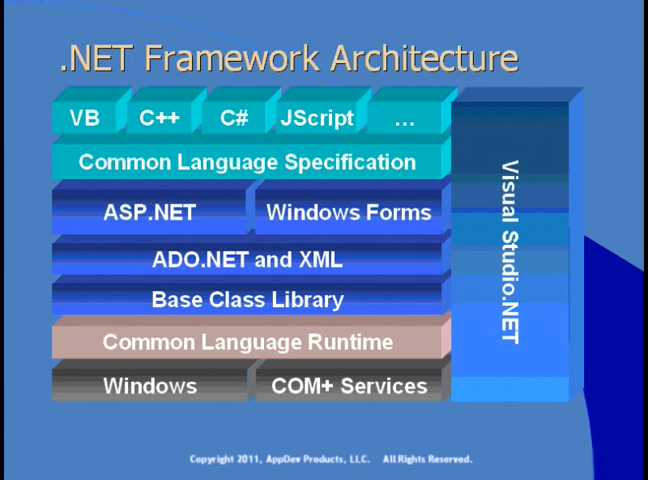 .NET Framework Architecture
VB C++ C# JScript ...
Common Language Specification
ASP.NET Windows Forms
ADO.NET and XML
Base Class Library
Common Language Runtime
Windows COM+ Services
Visual Studio.NET
Copyright 2011, AppDev Products, LLC. All Rights Reserved.